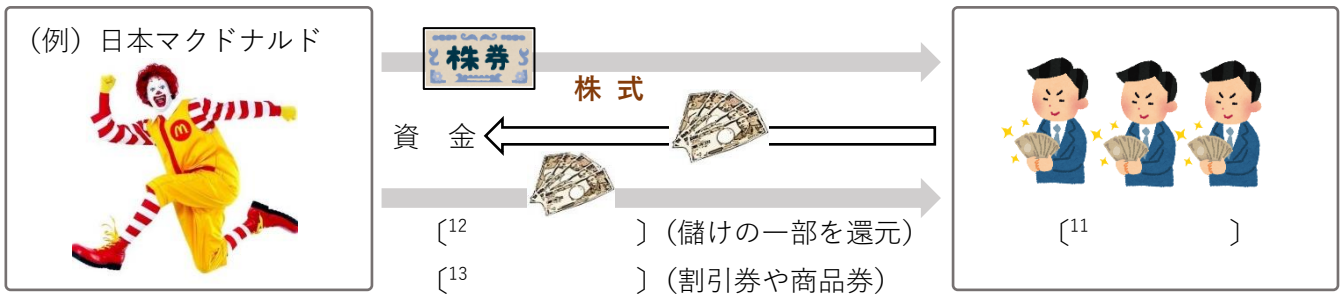 (例) 日本マクドナルド
株券
株 式
資 金
〔12 〕(儲けの一部を還元)
〔13 〕(割引券や商品券)
〔11 〕